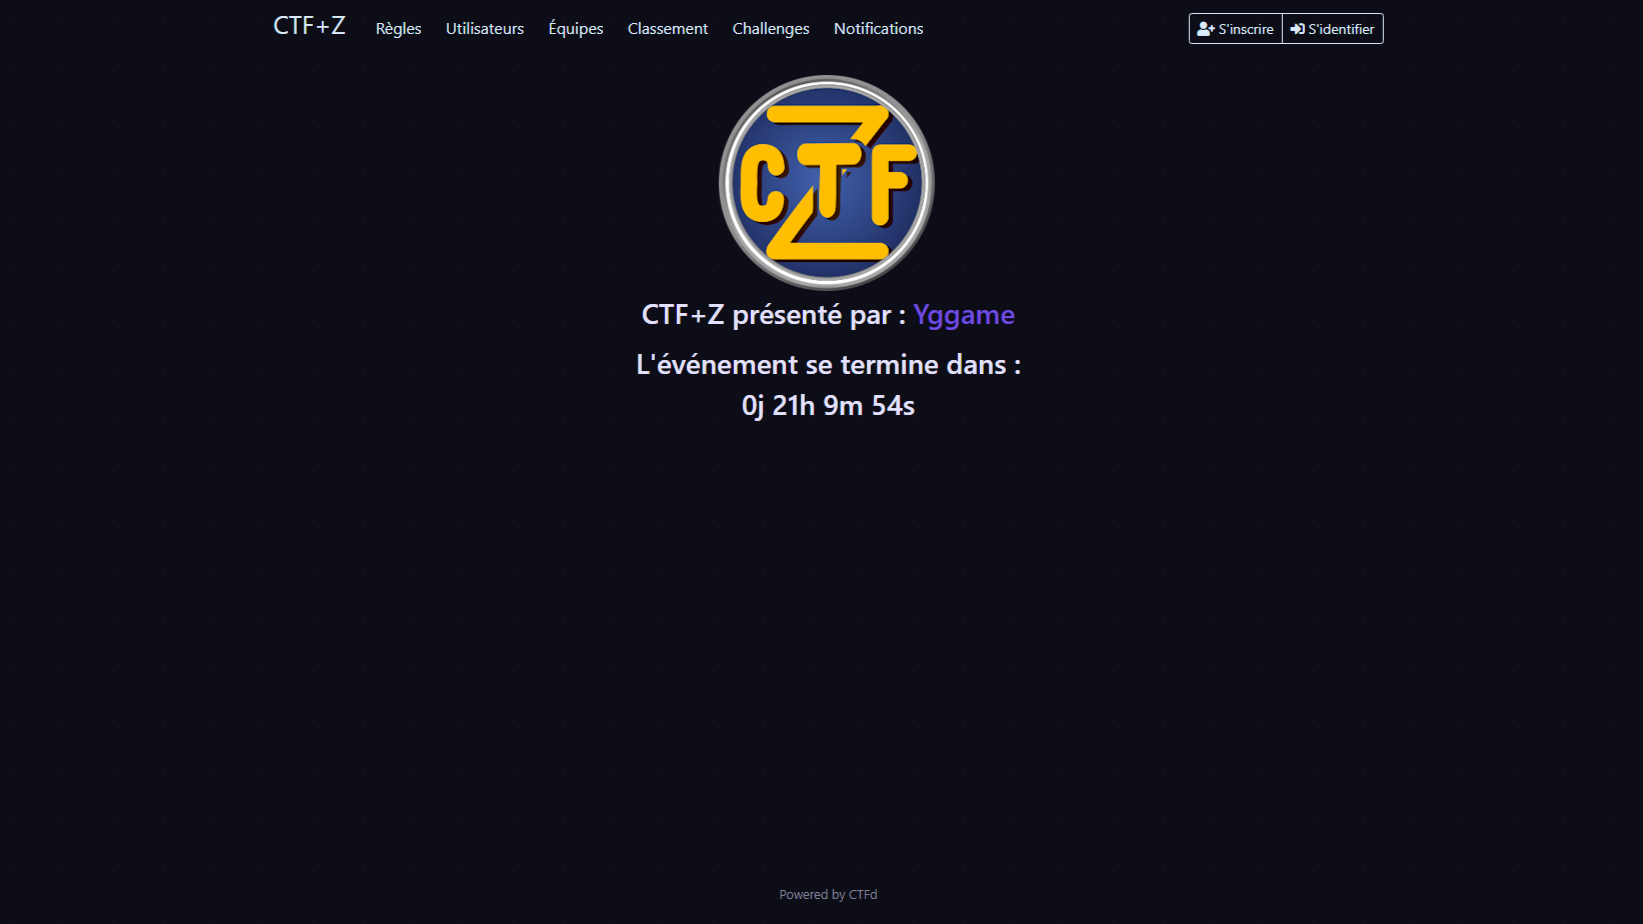 CTF+Z Règles Utilisateurs Équipes Classement Challenges Notifications S'inscrire S'identifier
Z
CTF
CTF+Z présenté par : Yggame
L'événement se termine dans :
0j 21h 9m 54s
Powered by CTFd